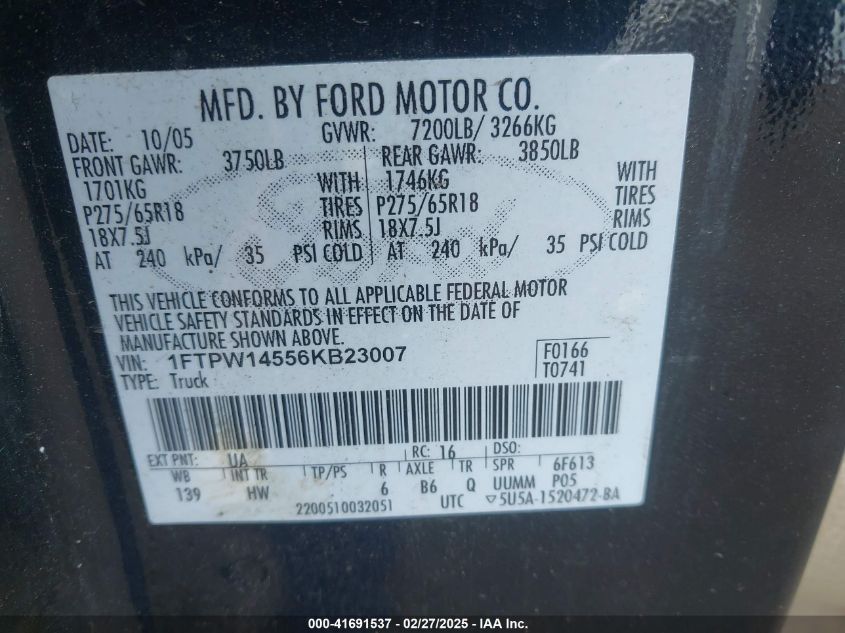 MFD. BY FORD MOTOR CO.
DATE: 10/05 GVWR: 7200LB/ 3266KG
FRONT GAWR: 3750LB REAR GAWR: 3850LB
1701KG WITH 1746KG WITH
P275/65R18 TIRES P275/65R18 TIRES
18X7.5J RIMS 18X7.5J RIMS
AT 240 kPa/ 35 PSI COLD AT 240 kPa/ 35 PSI COLD
THIS VEHICLE CONFORMS TO ALL APPLICABLE FEDERAL MOTOR
VEHICLE SAFETY STANDARDS IN EFFECT ON THE DATE OF
MANUFACTURE SHOWN ABOVE.
VIN: 1FTPW14556KB23007 F0166
TYPE: Truck T0741
EXT PNT: UA RC: 16 DSO:
WB INT TR TP/PS R AXLE TR SPR 6F613
139 HW 6 B6 Q UUMM P05
2200510032051 UTC ▽5U5A-1520472-BA
000-41691537 - 02/27/2025 - IAA Inc.